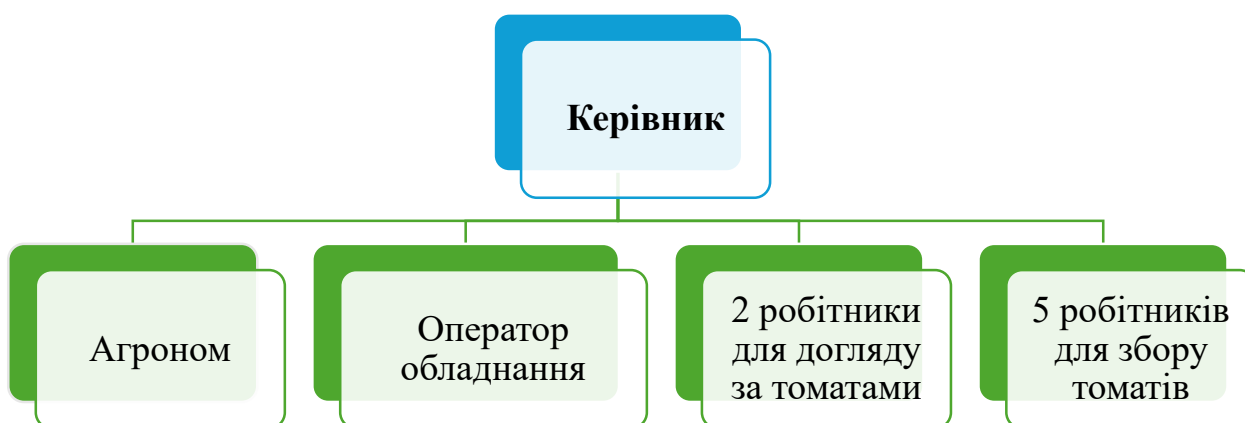 Керівник
Агроном
Оператор
обладнання
2 робітники
для догляду
за томатами
5 робітників
для збору
томатів